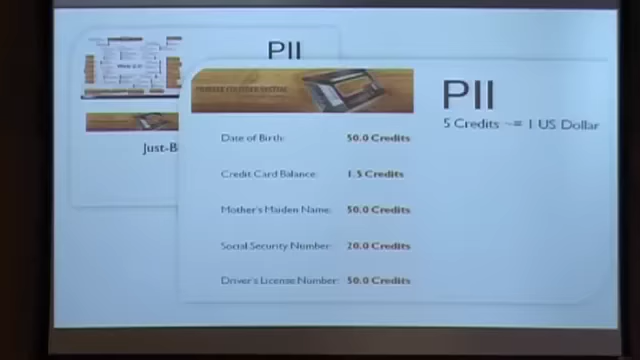 PII
Just-B
PII
5 Credits ~= 1 US Dollar
Date of Birth: 50.0 Credits
Credit Card Balance: 1.5 Credits
Mother's Maiden Name: 50.0 Credits
Social Security Number: 20.0 Credits
Driver's License Number: 50.0 Credits